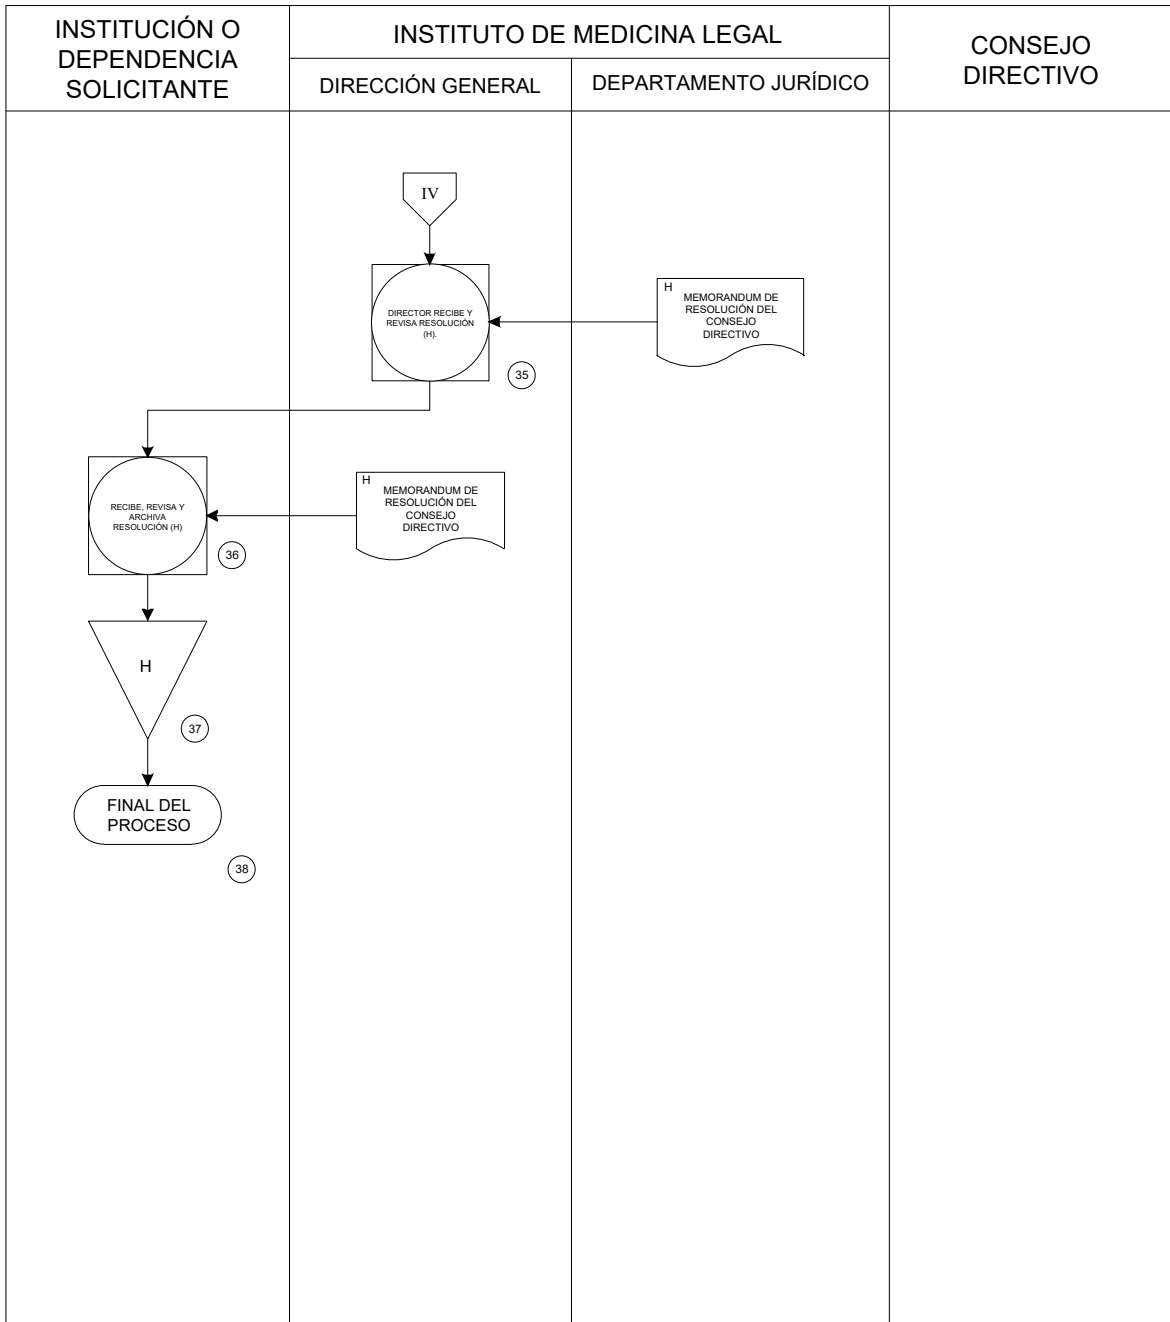 INSTITUCIÓN O
DEPENDENCIA
SOLICITANTE
INSTITUTO DE MEDICINA LEGAL
DIRECCIÓN GENERAL
DEPARTAMENTO JURÍDICO
CONSEJO
DIRECTIVO
IV
DIRECTOR RECIBE Y
REVISA RESOLUCIÓN
(H).
35
H
MEMORANDUM DE
RESOLUCIÓN DEL
CONSEJO
DIRECTIVO
RECIBE, REVISA Y
ARCHIVA
RESOLUCIÓN (H)
36
H
MEMORANDUM DE
RESOLUCIÓN DEL
CONSEJO
DIRECTIVO
H
37
FINAL DEL
PROCESO
38